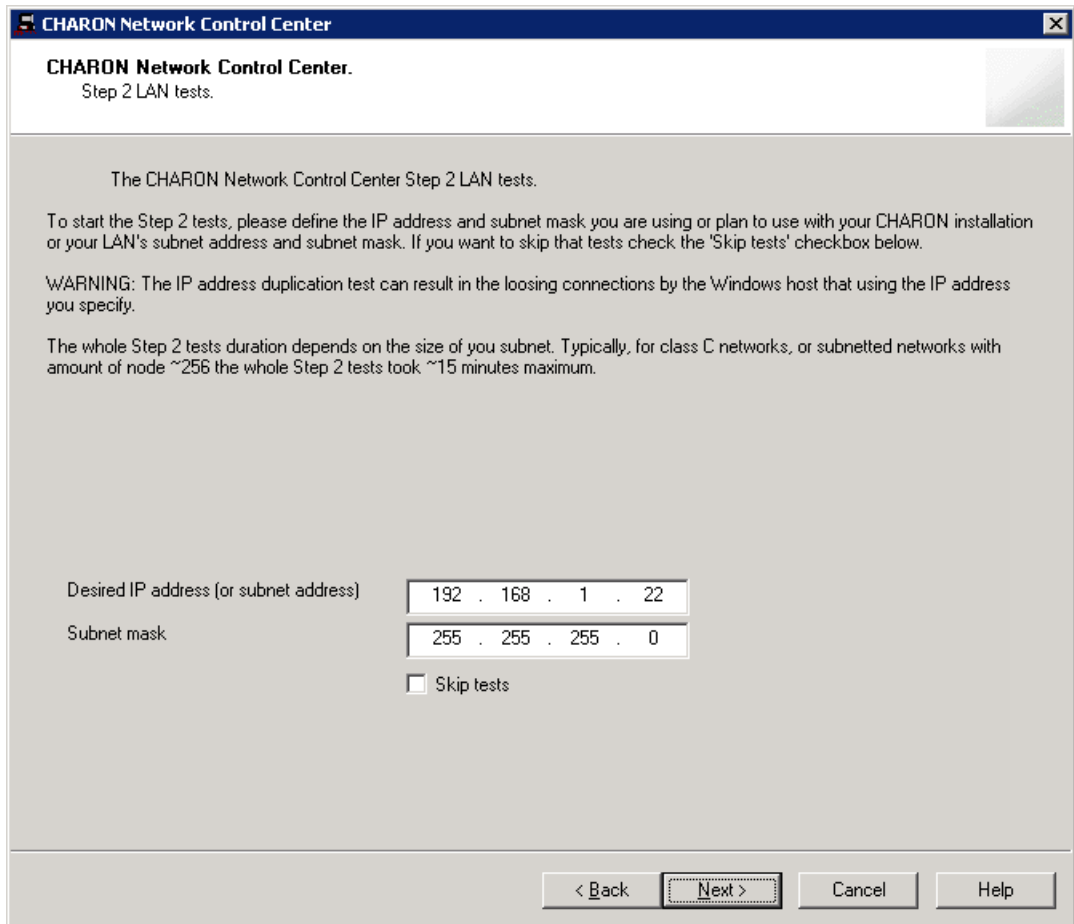 CHARON Network Control Center
CHARON Network Control Center.
Step 2 LAN tests.
The CHARON Network Control Center Step 2 LAN tests.
To start the Step 2 tests, please define the IP address and subnet mask you are using or plan to use with your CHARON installation
or your LAN's subnet address and subnet mask. If you want to skip that tests check the 'Skip tests' checkbox below.
WARNING: The IP address duplication test can result in the loosing connections by the Windows host that using the IP address
you specify.
The whole Step 2 tests duration depends on the size of you subnet. Typically, for class C networks, or subnetted networks with
amount of node ~256 the whole Step 2 tests took ~15 minutes maximum.
Desired IP address (or subnet address) 192 . 168 . 1 . 22
Subnet mask 255 . 255 . 255 . 0
Skip tests
< Back Next > Cancel Help